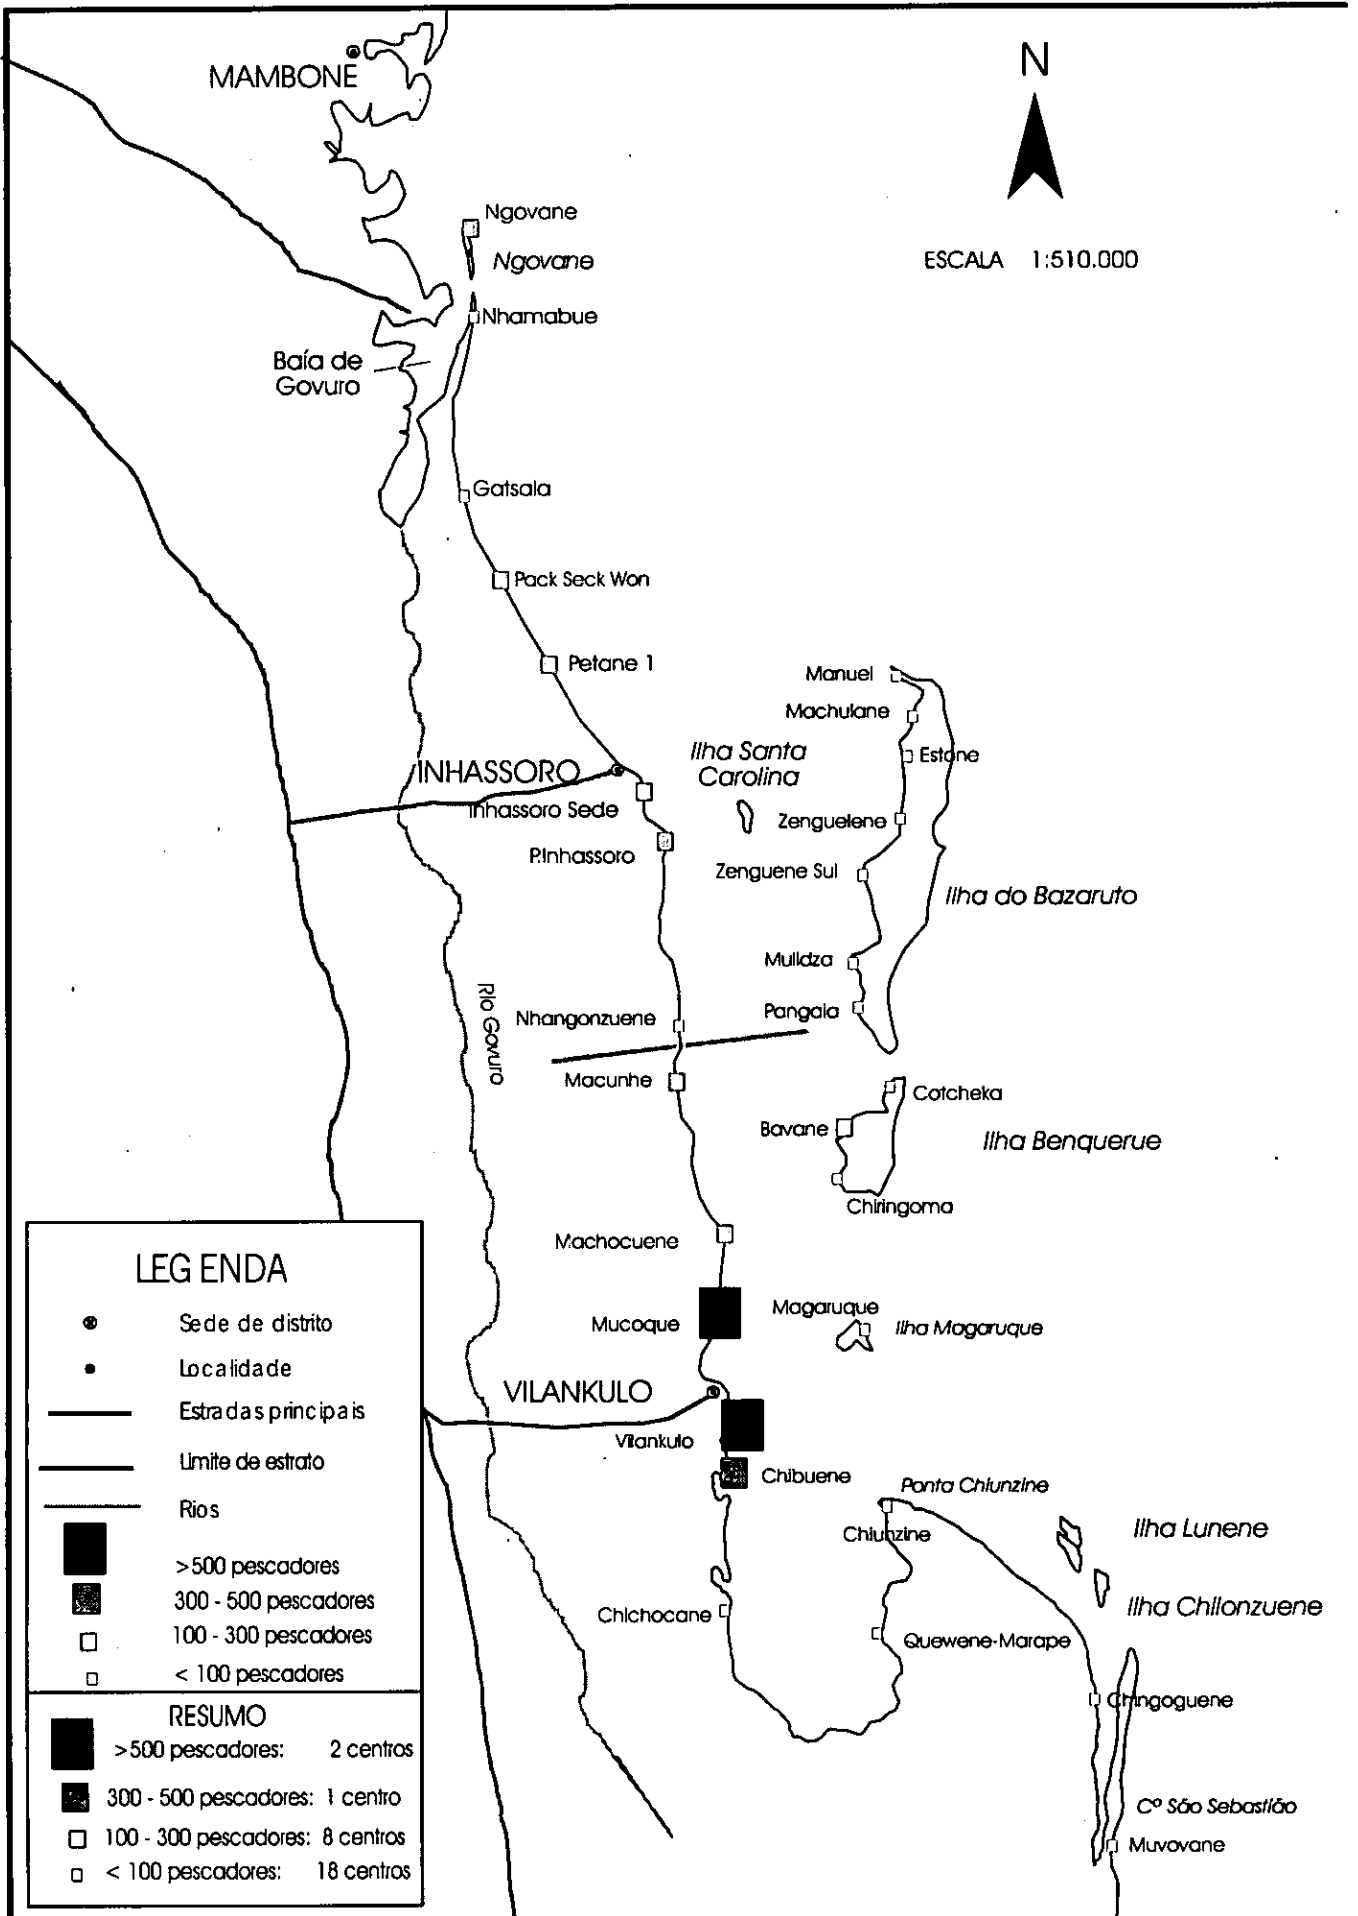 MAMBONE
N
ESCALA 1:510.000
Ngovane
Ngovane
Nhamabue
Baía de
Govuro
Gatsala
Pack Seck Won
Petane 1
Manuel
Machulane
Ilha Santa
Carolina
Estone
INHASSORO
Inhassoro Sede
Zenguelene
P.Inhassoro
Zenguene Sul
Ilha do Bazaruto
Mulidza
Pangaia
Rio Govuro
Nhangonzuene
Macunhe
Cotcheka
Bavane
Ilha Benquerue
Chiringoma
Machocuene
Mucoque
Magaruque
Ilha Magaruque
VILANKULO
Vilankulo
Chibuene
Ponta Chiunzine
Chiunzine
Ilha Lunene
Ilha Chilonzuene
Chichocane
Quewene-Marape
Chingoguene
Cº São Sebastião
Muvovane
LEGENDA
Sede de distrito
Localidade
Estradas principais
Limite de estrato
Rios
>500 pescadores
300 - 500 pescadores
100 - 300 pescadores
< 100 pescadores
RESUMO
>500 pescadores: 2 centros
300 - 500 pescadores: 1 centro
100 - 300 pescadores: 8 centros
< 100 pescadores: 18 centros